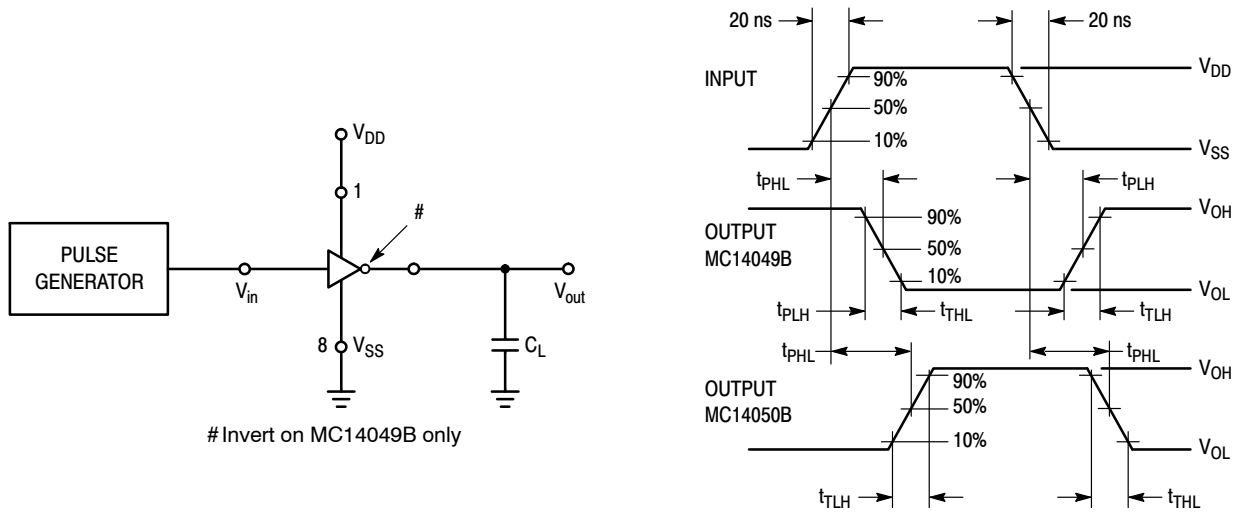 PULSE
GENERATOR
V_in
V_DD
1
#
8 V_SS
C_L
V_out
# Invert on MC14049B only
20 ns
20 ns
INPUT
90%
50%
10%
V_DD
V_SS
t_PHL
t_PLH
OUTPUT
MC14049B
90%
50%
10%
V_OH
V_OL
t_PLH
t_THL
t_TLH
t_PHL
t_PHL
OUTPUT
MC14050B
90%
50%
10%
V_OH
V_OL
t_TLH
t_THL